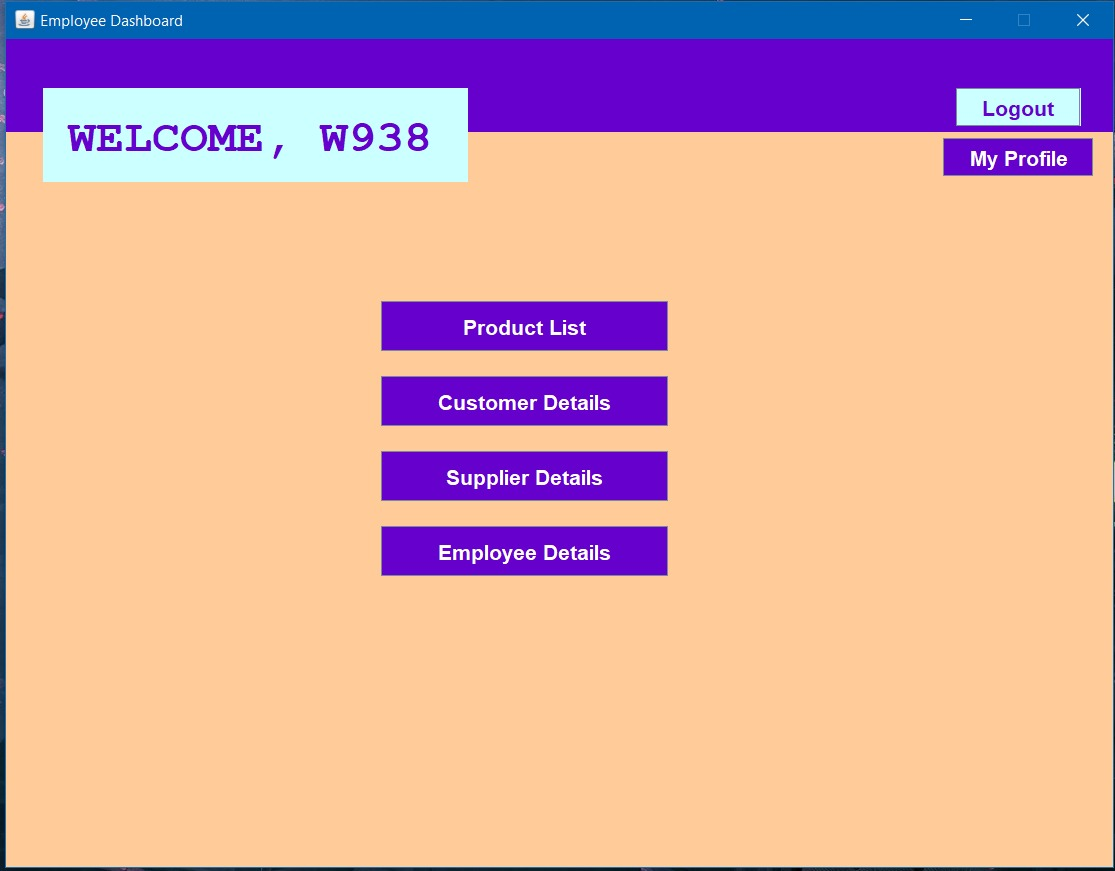 Employee Dashboard
WELCOME, W938
Logout
My Profile
Product List
Customer Details
Supplier Details
Employee Details